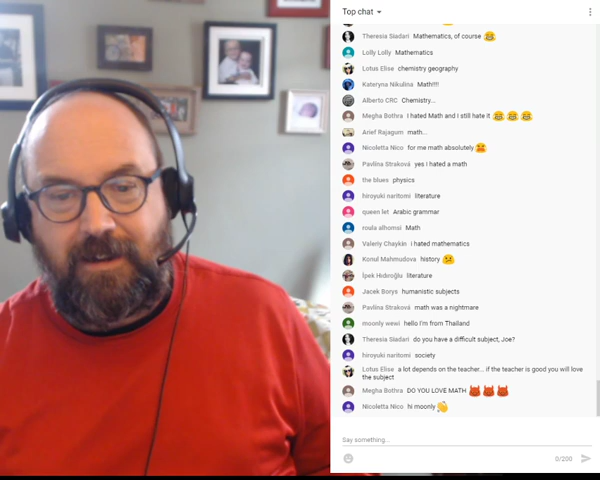 Top chat
Theresia Siadari Mathematics, of course
Lolly Lolly Mathematics
Lotus Elise chemistry geography
Kateryna Nikulina Math!!!!
Alberto CRC Chemistry...
Megha Bothra I hated Math and I still hate it
Arief Rajagum math...
Nicoletta Nico for me math absolutely
Pavlína Straková yes I hated a math
the blues physics
hiroyuki naritomi literature
queen let Arabic grammar
routa alhomsi Math
Valeriy Chaykin i hated mathematics
Konul Mahmudova history
İpek Hıdıroğlu literature
Jacek Borys humanistic subjects
Pavlína Straková math was a nightmare
moonly wewi hello I'm from Thailand
Theresia Siadari do you have a difficult subject, Joe?
hiroyuki naritomi society
Lotus Elise a lot depends on the teacher... if the teacher is good you will love
the subject
Megha Bothra DO YOU LOVE MATH
Nicoletta Nico hi moonly
Say something...
0/200